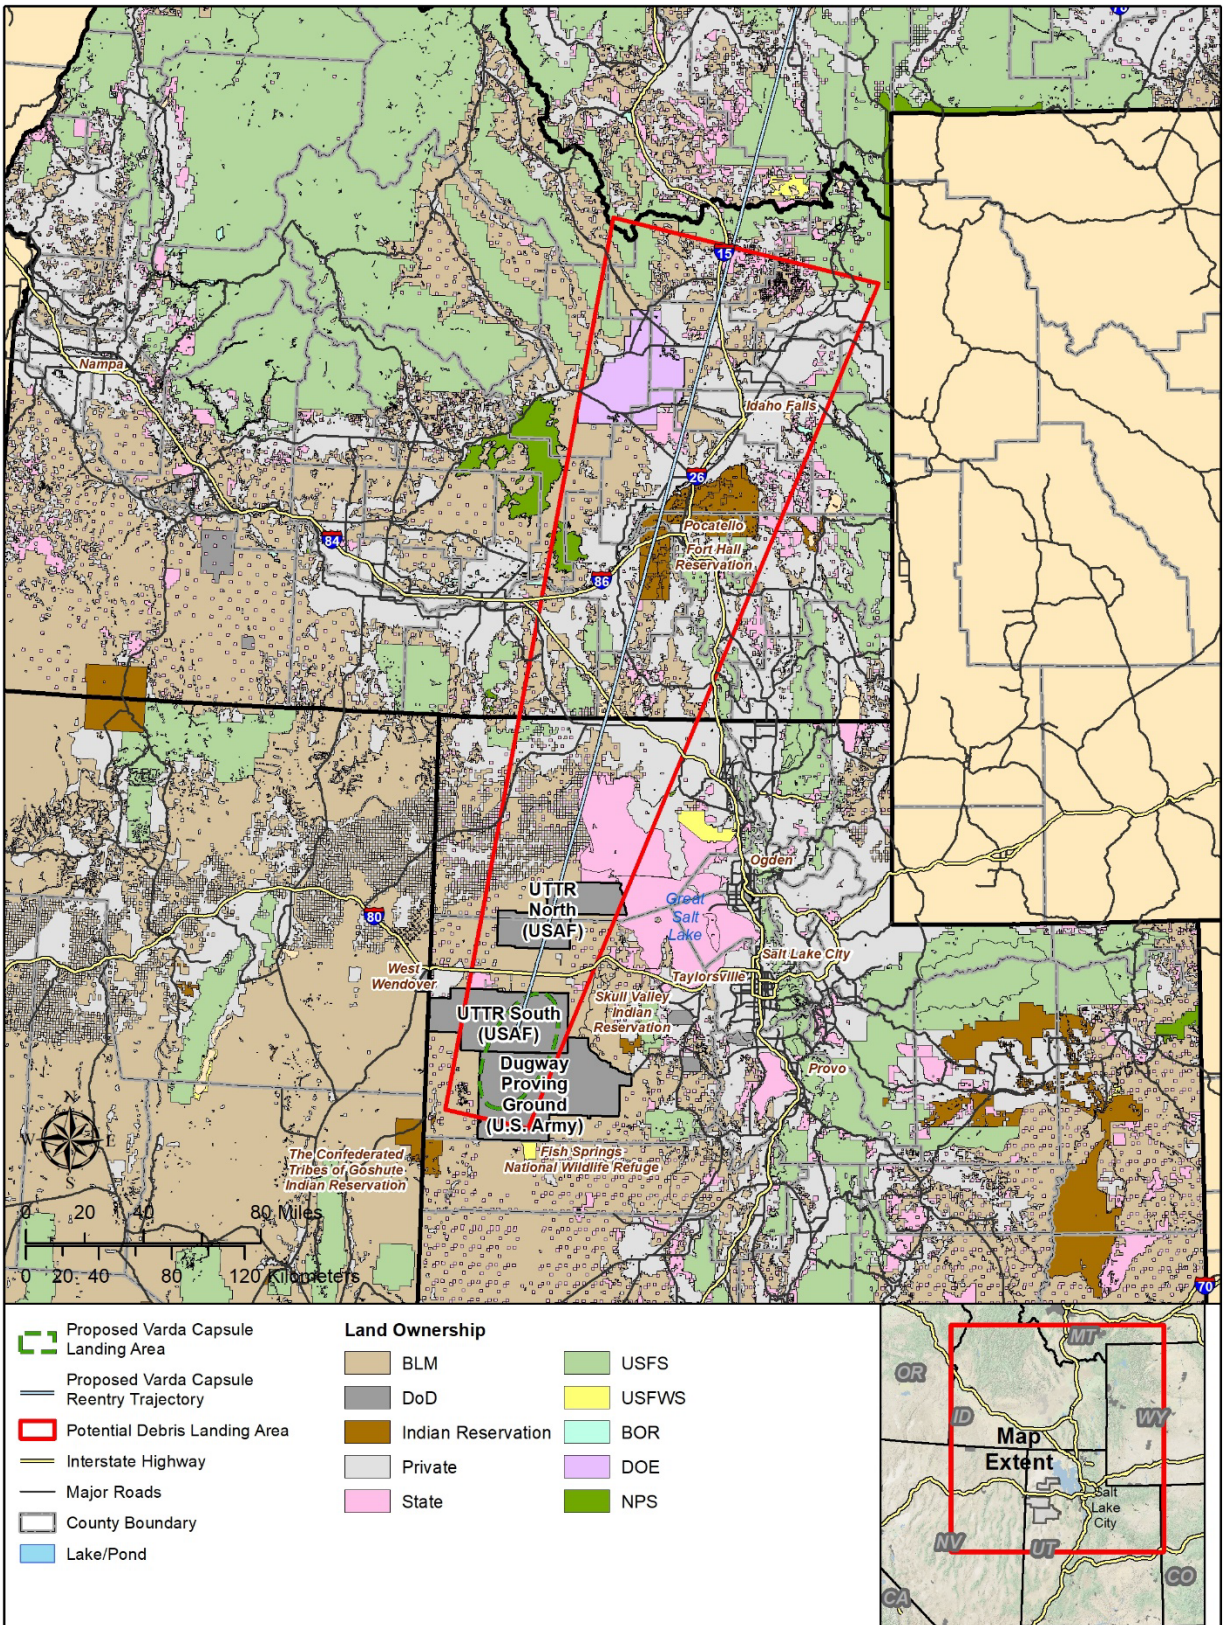 15
Nampa
Idaho Falls
26
Pocatello
Fort Hall
Reservation
84
86
Ogden
UTTR
North
(USAF)
Great
Salt
Lake
80
Salt Lake City
West
Wendover
Taylorsville
Skull Valley
Indian
Reservation
UTTR South
(USAF)
Dugway
Proving
Ground
(U.S. Army)
Provo
N
W
E
S
The Confederated
Tribes of Goshute
Indian Reservation
Fish Springs
National Wildlife Refuge
0 20 40 80 Miles
0 20 40 80 120 Kilometers
70
Proposed Varda Capsule
Landing Area
Proposed Varda Capsule
Reentry Trajectory
Potential Debris Landing Area
Interstate Highway
Major Roads
County Boundary
Lake/Pond
Land Ownership
BLM
DoD
Indian Reservation
Private
State
USFS
USFWS
BOR
DOE
NPS
MT
OR
ID
WY
Map
Extent
Salt
Lake
City
NV
UT
CO
CA